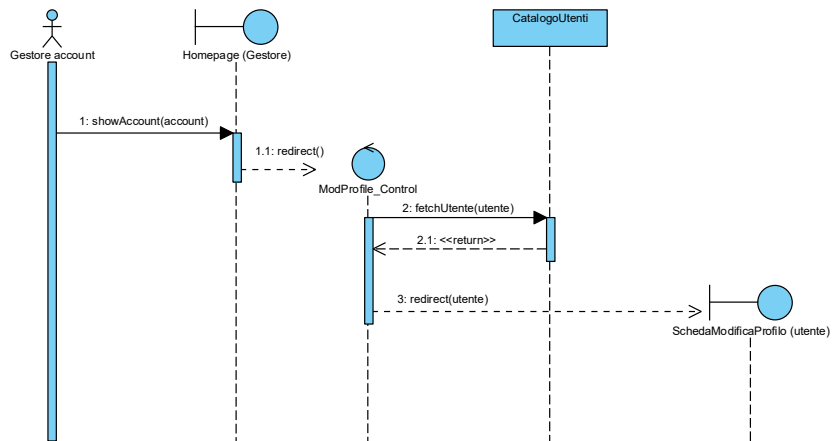 CatalogoUtenti
Gestore account
Homepage (Gestore)
1: showAccount(account)
1.1: redirect()
ModProfile_Control
2: fetchUtente(utente)
2.1: <<return>>
3: redirect(utente)
SchedaModificaProfilo (utente)